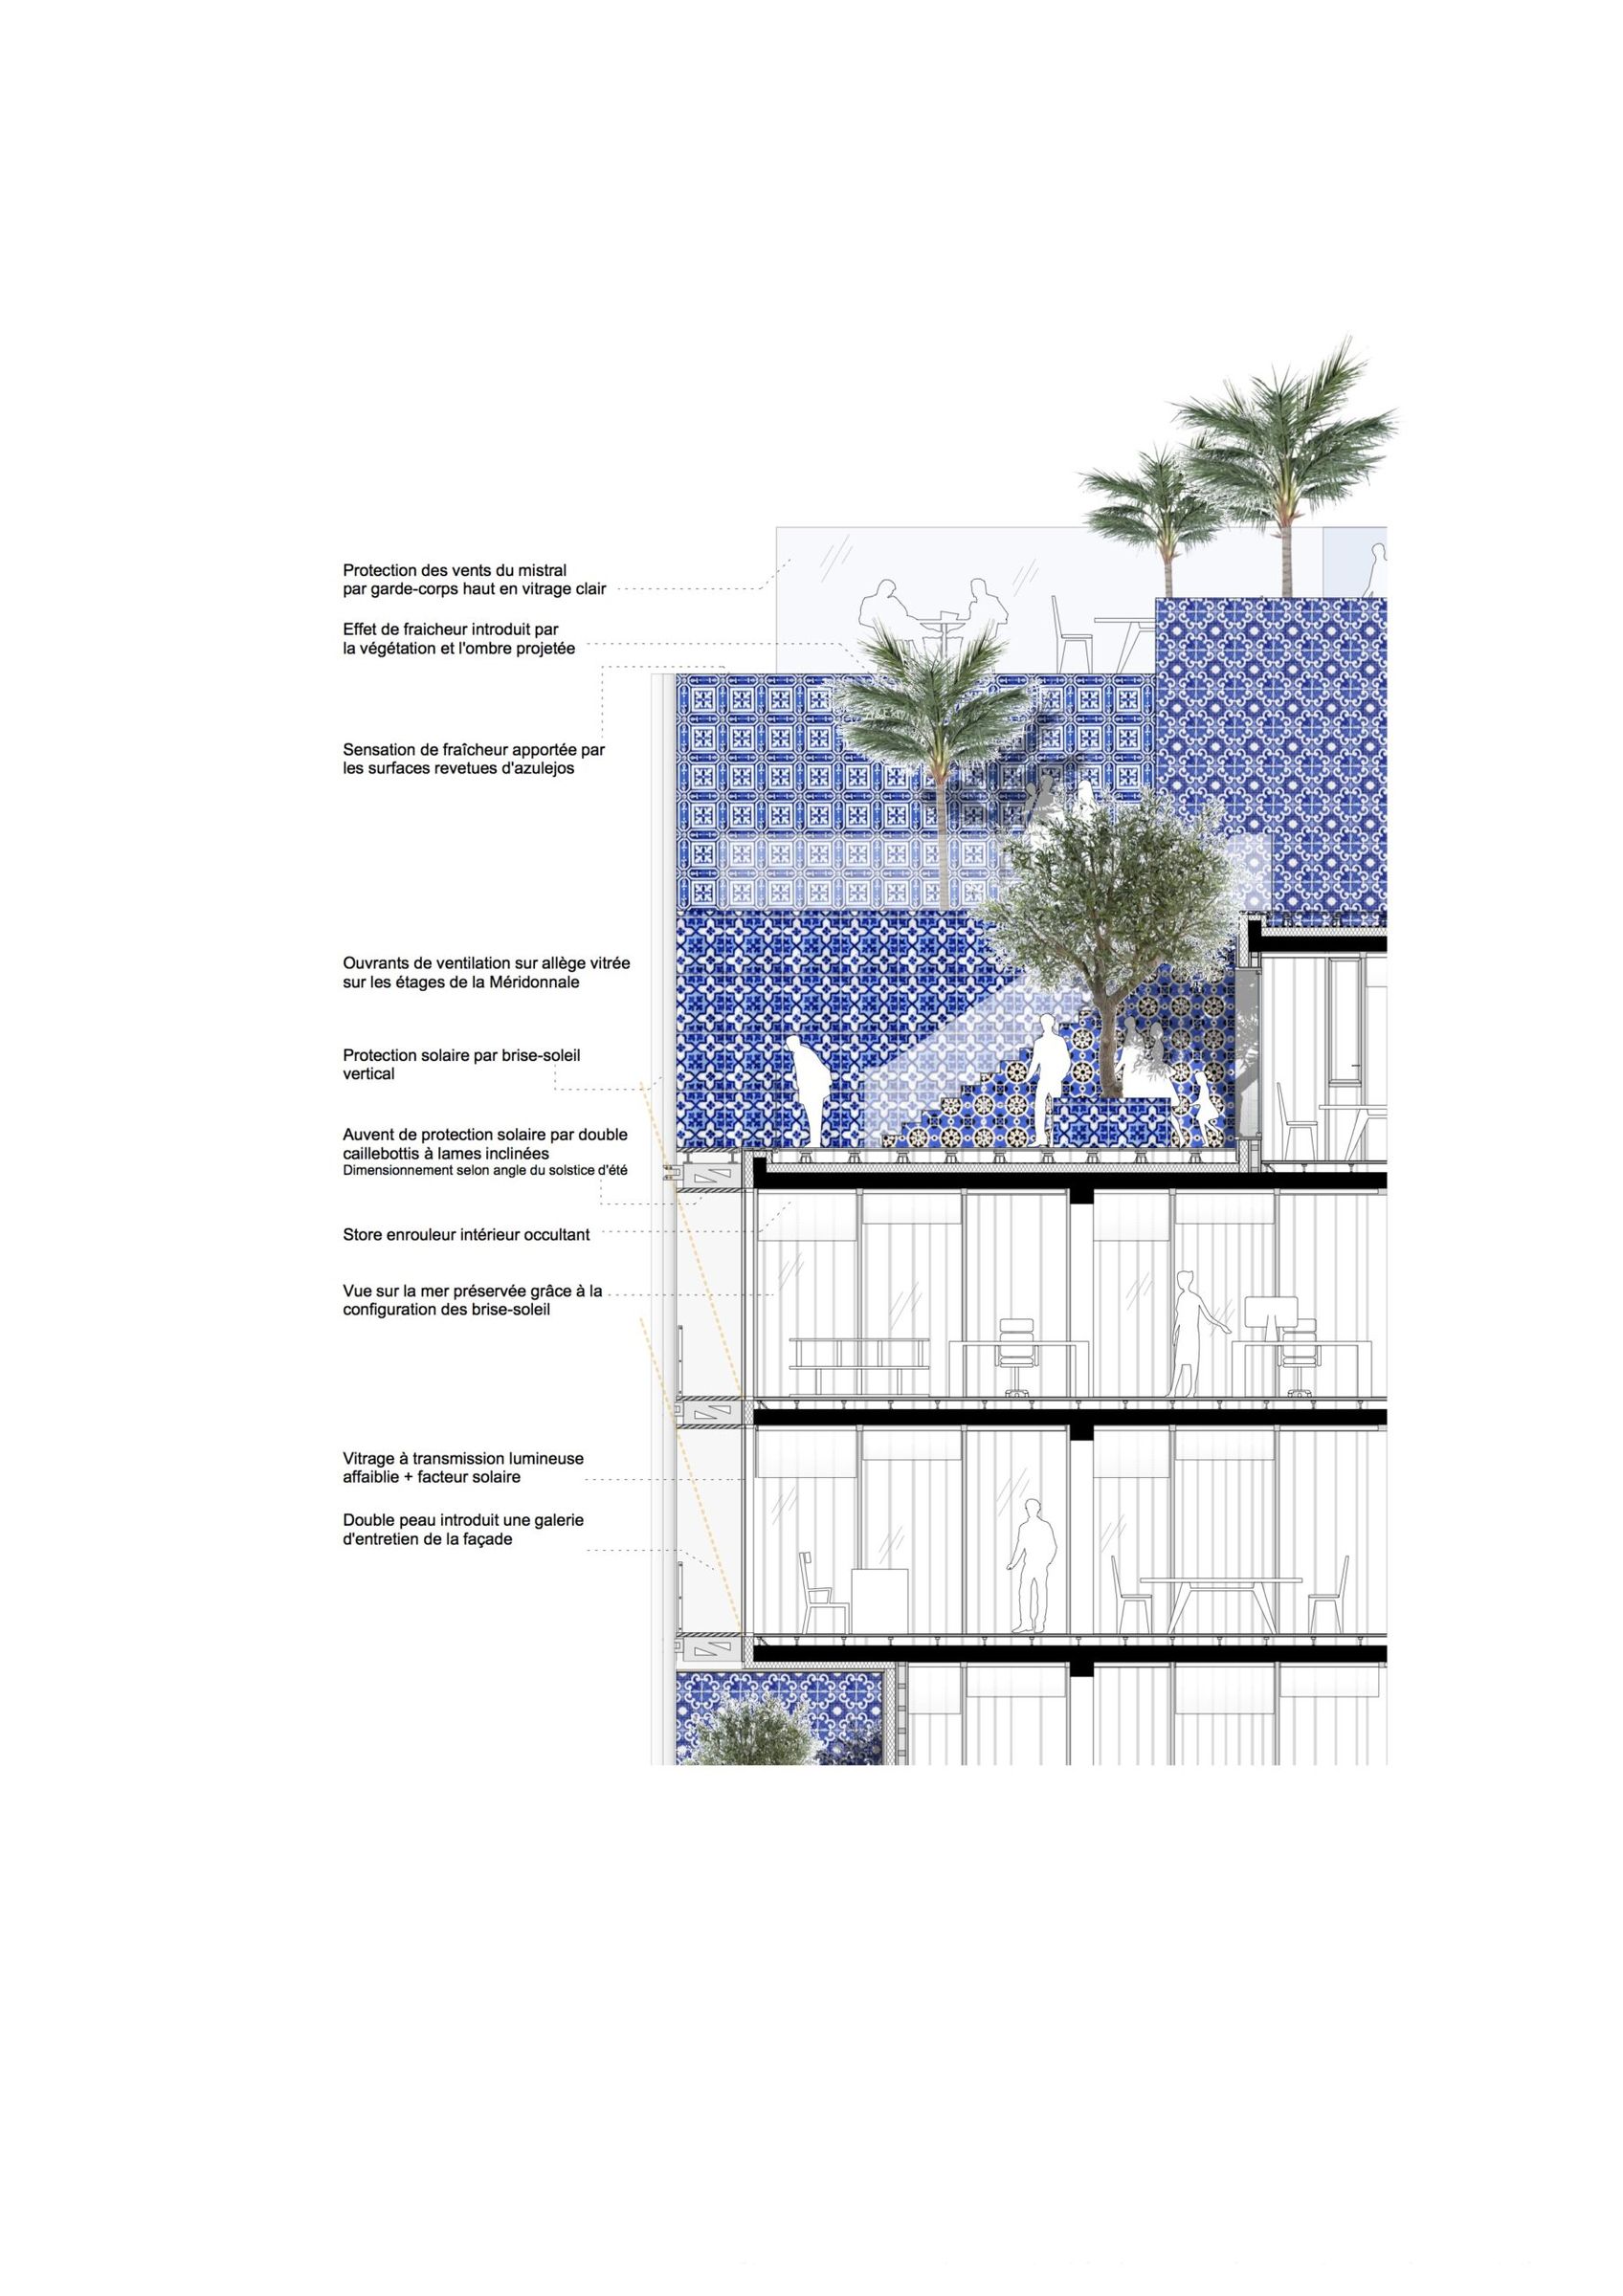 Protection des vents du mistral
par garde-corps haut en vitrage clair
Effet de fraicheur introduit par
la végétation et l'ombre projetée
Sensation de fraîcheur apportée par
les surfaces revetues d'azulejos
Ouvrants de ventilation sur allège vitrée
sur les étages de la Méridonnale
Protection solaire par brise-soleil
vertical
Auvent de protection solaire par double
caillebottis à lames inclinées
Dimensionnement selon angle du solstice d'été
Store enrouleur intérieur occultant
Vue sur la mer préservée grâce à la
configuration des brise-soleil
Vitrage à transmission lumineuse
affaiblie + facteur solaire
Double peau introduit une galerie
d'entretien de la façade